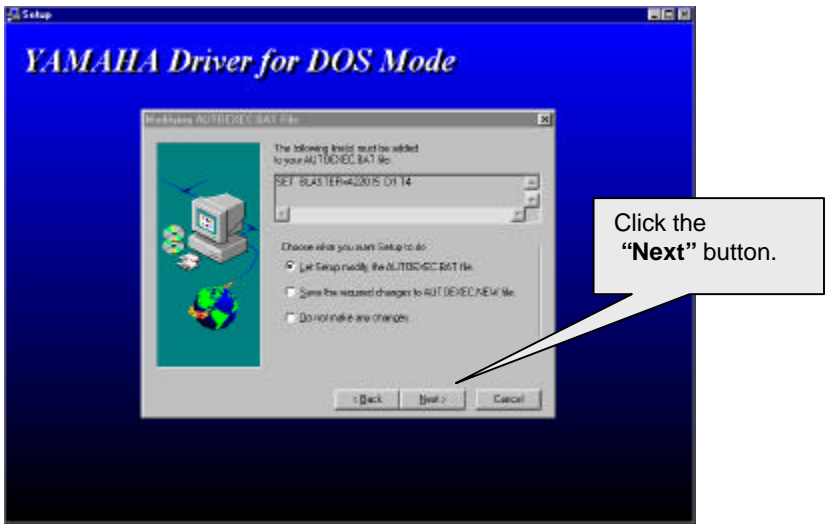 Setup
YAMAHA Driver for DOS Mode
Modifying AUTOEXEC.BAT File
The following line(s) must be added
to your AUTOEXEC.BAT file:
SET BLASTER=A220 I5 D1 T4
Choose what you want Setup to do:
Let Setup modify the AUTOEXEC.BAT file.
Save the required changes to AUTOEXEC.NEW file.
Do not make any changes.
< Back
Next >
Cancel
Click the
“Next” button.